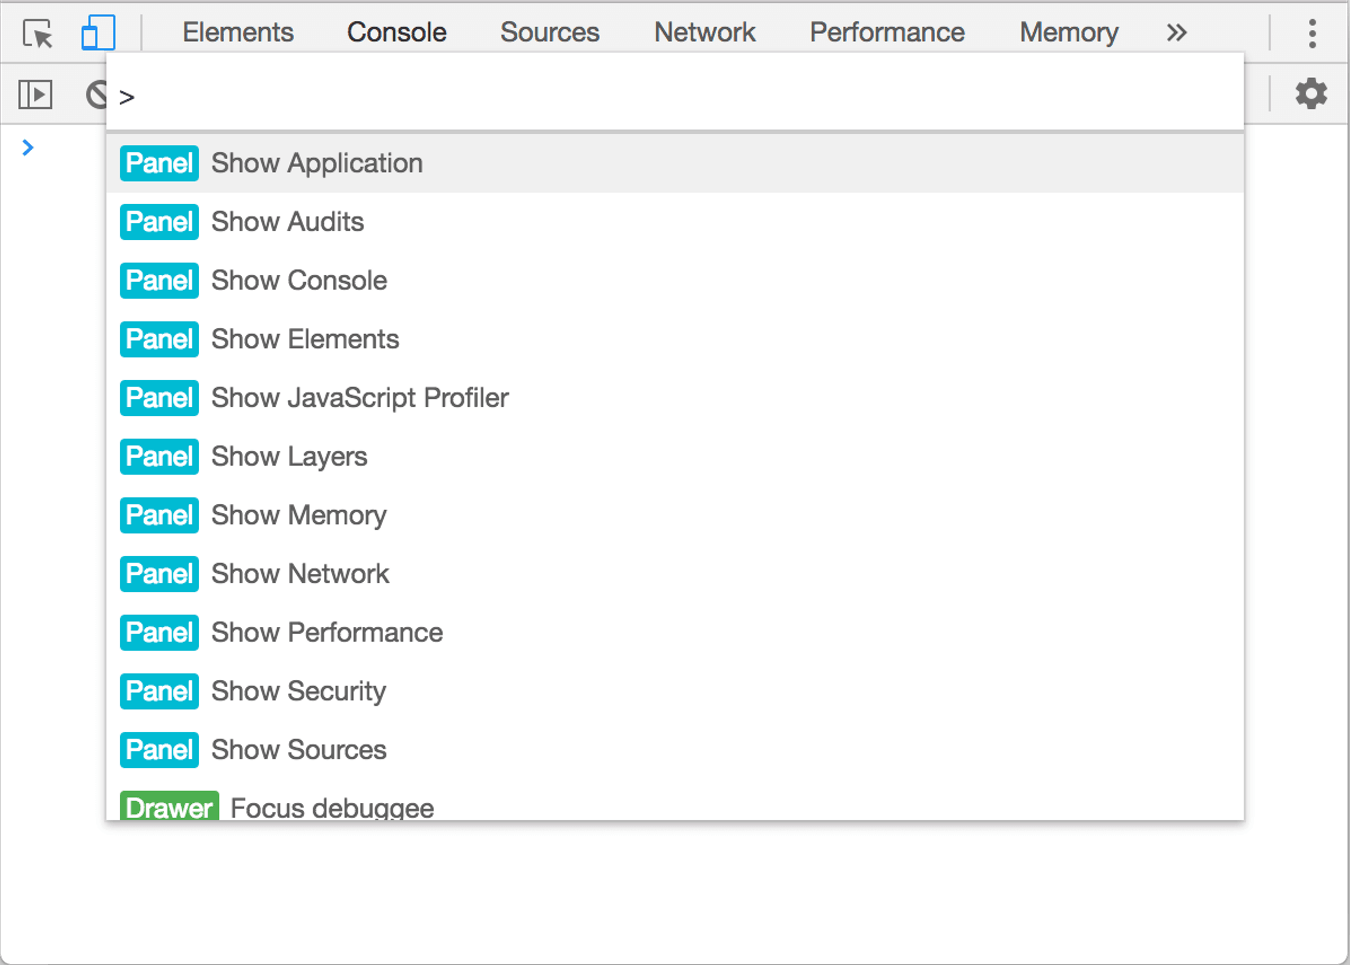 Elements Console Sources Network Performance Memory »
>
Panel Show Application
Panel Show Audits
Panel Show Console
Panel Show Elements
Panel Show JavaScript Profiler
Panel Show Layers
Panel Show Memory
Panel Show Network
Panel Show Performance
Panel Show Security
Panel Show Sources
Drawer Focus debuggee